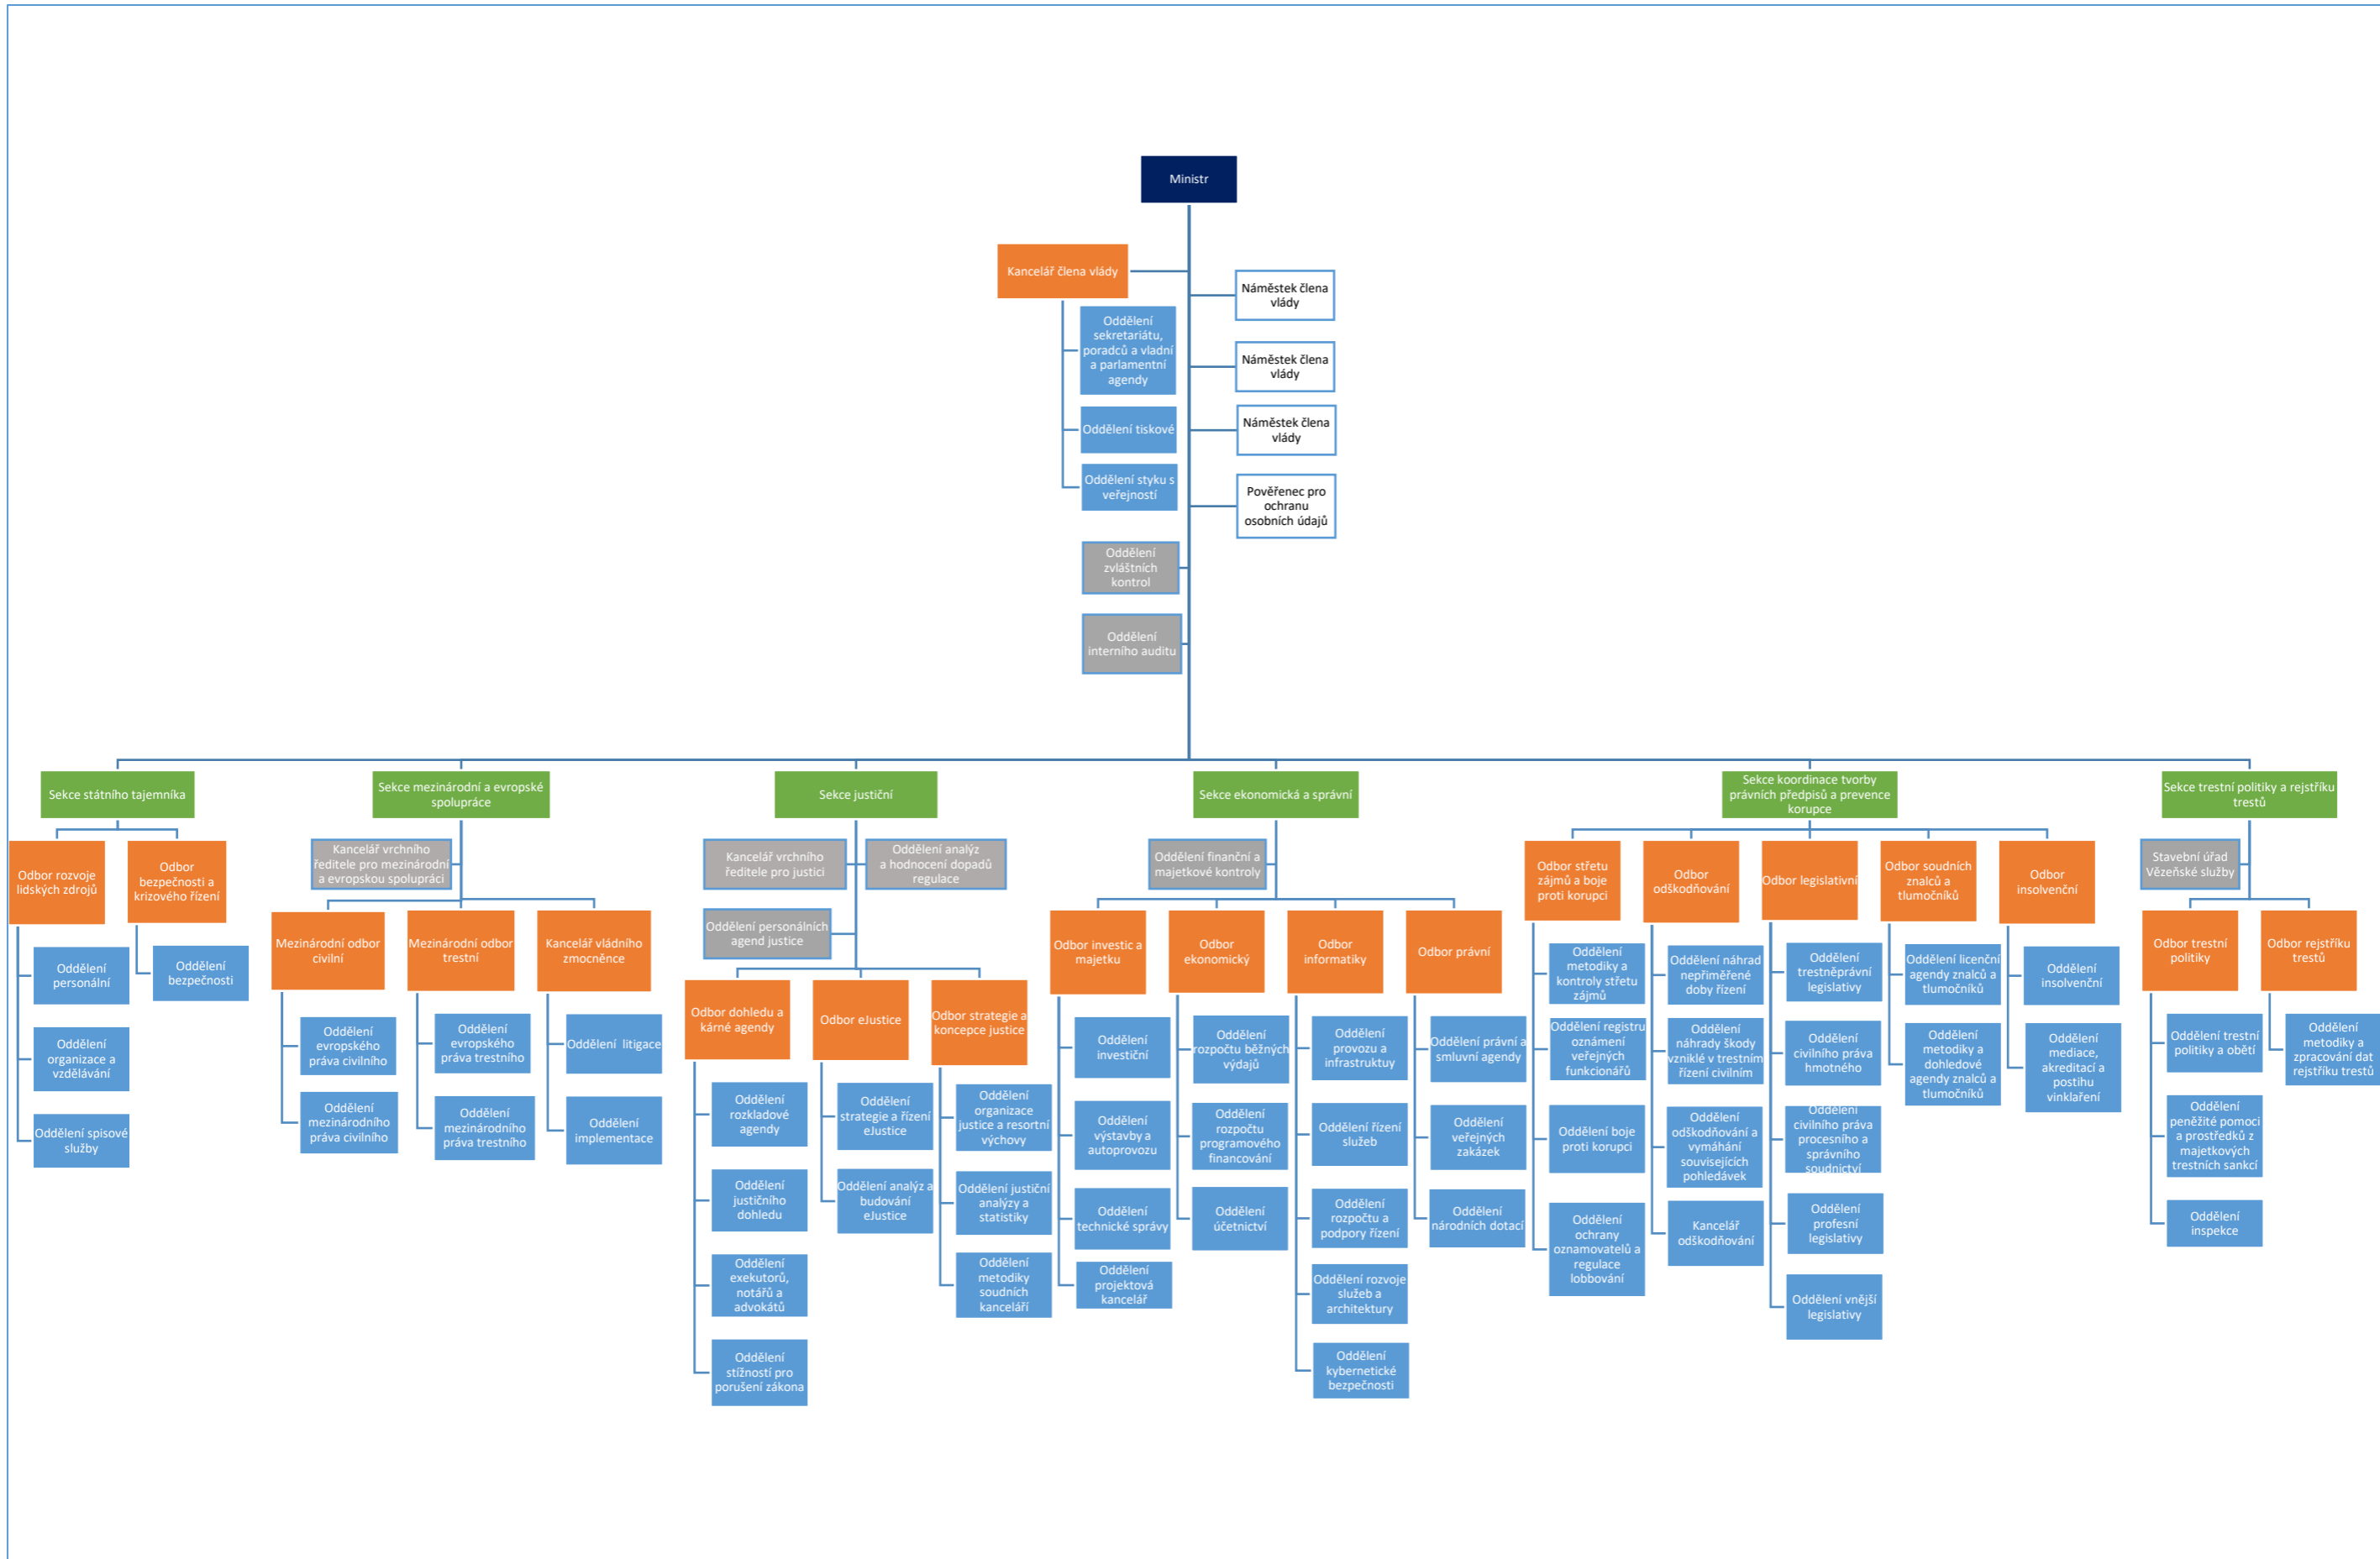 Ministr
Kancelář člena vlády
Náměstek člena
vlády
Oddělení
sekretariátu,
poradců a vladní
a parlamentní
agendy
Náměstek člena
vlády
Oddělení tiskové
Náměstek člena
vlády
Oddělení styku s
veřejností
Pověřenec pro
ochranu
osobních údajů
Oddělení
zvláštních
kontrol
Oddělení
interního auditu
Sekce státního tajemníka
Sekce mezinárodní a evropské
spolupráce
Sekce justiční
Sekce ekonomická a správní
Sekce koordinace tvorby
právních předpisů a prevence
korupce
Sekce trestní politiky a rejstříku
trestů
Odbor rozvoje
lidských zdrojů
Odbor
bezpečnosti a
krizového řízení
Oddělení
personální
Oddělení
organizace a
vzdělávání
Oddělení spisové
služby
Oddělení
bezpečnosti
Kancelář vrchního
ředitele pro mezinárodní
a evropskou spolupráci
Mezinárodní odbor
civilní
Mezinárodní odbor
trestní
Kancelář vládního
zmocněnce
Oddělení
evropského
práva civilního
Oddělení
mezinárodního
práva civilního
Oddělení
evropského
práva trestního
Oddělení
mezinárodního
práva trestního
Oddělení  litigace
Oddělení
implementace
Kancelář vrchního
ředitele pro justici
Oddělení analýz
a hodnocení dopadů
regulace
Oddělení personálních
agend justice
Odbor dohledu a
kárné agendy
Odbor eJustice
Odbor strategie a
koncepce justice
Oddělení
rozkladové
agendy
Oddělení
justičního
dohledu
Oddělení
exekutorů,
notářů a
advokátů
Oddělení
stížností pro
porušení zákona
Oddělení
strategie a řízení
eJustice
Oddělení analýz a
budování
eJustice
Oddělení
organizace
justice a resortní
výchovy
Oddělení justiční
analýzy a
statistiky
Oddělení
metodiky
soudních
kanceláří
Oddělení finanční a
majetkové kontroly
Odbor investic a
majetku
Odbor
ekonomický
Odbor
informatiky
Odbor právní
Oddělení
investiční
Oddělení
výstavby a
autoprovozu
Oddělení
technické správy
Oddělení
projektová
kancelář
Oddělení
rozpočtu běžných
výdajů
Oddělení
rozpočtu
programového
financování
Oddělení
účetnictví
Oddělení
provozu a
infrastruktuy
Oddělení řízení
služeb
Oddělení
rozpočtu a
podpory řízení
Oddělení rozvoje
služeb a
architektury
Oddělení
kybernetické
bezpečnosti
Oddělení právní a
smluvní agendy
Oddělení
veřejných
zakázek
Oddělení
národních dotací
Odbor střetu
zájmů a boje
proti korupci
Odbor
odškodňování
Odbor legislativní
Odbor soudních
znalců a
tlumočníků
Odbor
insolvenční
Oddělení
metodiky a
kontroly střetu
zájmů
Oddělení registru
oznámení
veřejných
funkcionářů
Oddělení boje
proti korupci
Oddělení
ochrany
oznamovatelů a
regulace
lobbování
Oddělení náhrad
nepřiměřené
doby řízení
Oddělení
náhrady škody
vzniklé v trestním
řízení civilním
Oddělení
odškodňování a
vymáhání
souvisejících
pohledávek
Kancelář
odškodňování
Oddělení
trestněprávní
legislativy
Oddělení
civilního práva
hmotného
Oddělení
civilního práva
procesního a
správního
soudnictví
Oddělení
profesní
legislativy
Oddělení vnější
legislativy
Oddělení licenční
agendy znalců a
tlumočníků
Oddělení
metodiky a
dohledové
agendy znalců a
tlumočníků
Oddělení
insolvenční
Oddělení
mediace,
akreditací a
postihu
vinklaření
Stavební úřad
Vězeňské služby
Odbor trestní
politiky
Odbor rejstříku
trestů
Oddělení trestní
politiky a obětí
Oddělení
peněžité pomoci
a prostředků z
majetkových
trestních sankcí
Oddělení
inspekce
Oddělení
metodiky a
zpracování dat
rejstříku trestů